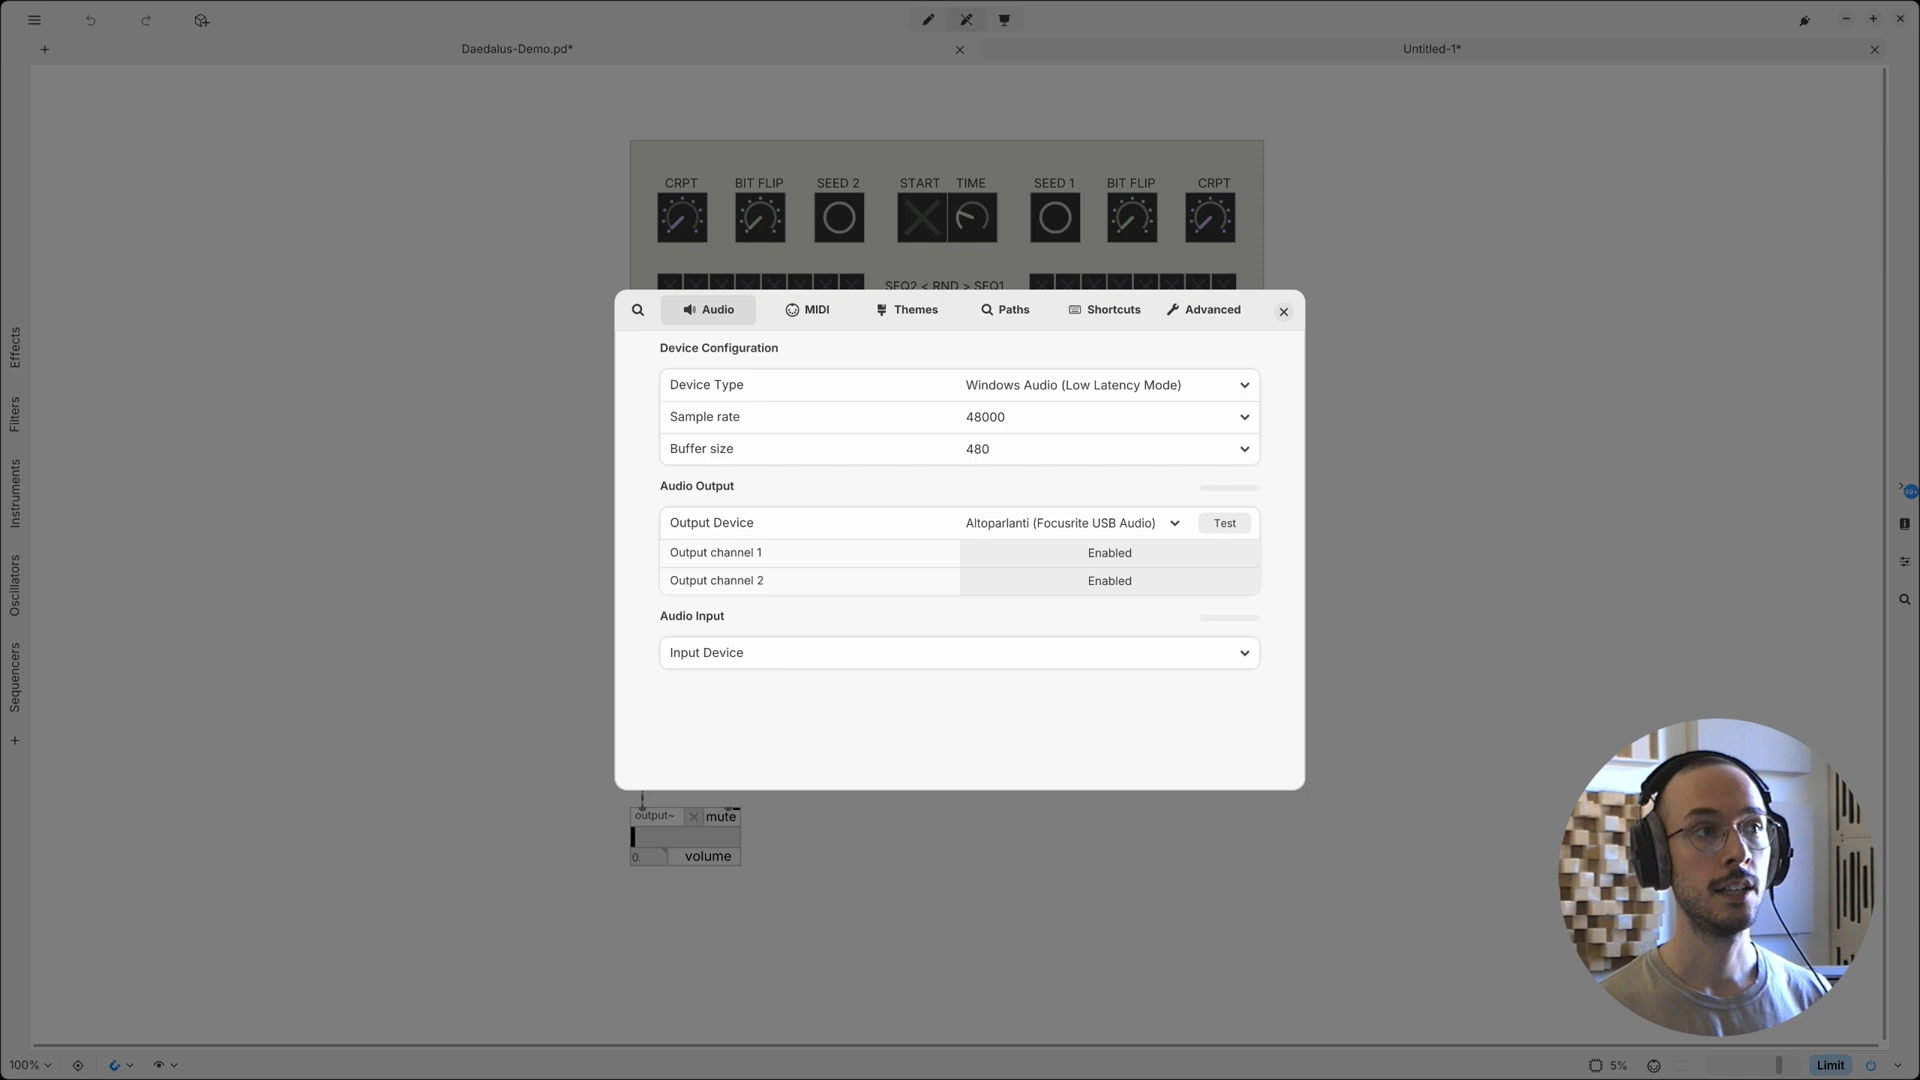 Daedalus-Demo.pd*
Untitled-1*
CRPT BIT FLIP SEED 2 START TIME SEED 1 BIT FLIP CRPT
SEQ2 < RND > SEQ1
Audio MIDI Themes Paths Shortcuts Advanced
Device Configuration
Device Type Windows Audio (Low Latency Mode)
Sample rate 48000
Buffer size 480
Audio Output
Output Device Altoparlanti (Focusrite USB Audio) Test
Output channel 1 Enabled
Output channel 2 Enabled
Audio Input
Input Device
Effects
Filters
Instruments
Oscillators
Sequencers
+
99+
output~ mute
0 volume
100%
5%
Limit